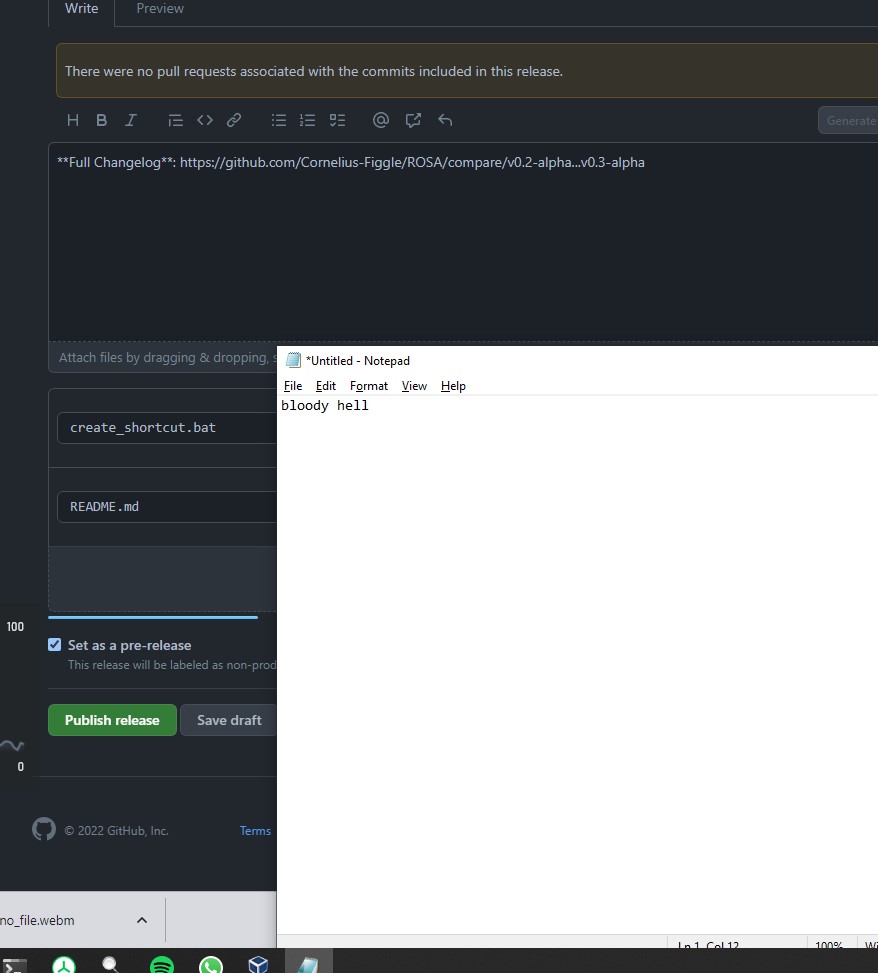 Write Preview
There were no pull requests associated with the commits included in this release.
H B I
Generate
**Full Changelog**: https://github.com/Cornelius-Figgle/ROSA/compare/v0.2-alpha...v0.3-alpha
Attach files by dragging & dropping, s
*Untitled - Notepad
File Edit Format View Help
bloody hell
create_shortcut.bat
README.md
100
Set as a pre-release
This release will be labeled as non-prod
Publish release Save draft
0
© 2022 GitHub, Inc. Terms
no_file.webm
Ln 1, Col 12 100% Wi